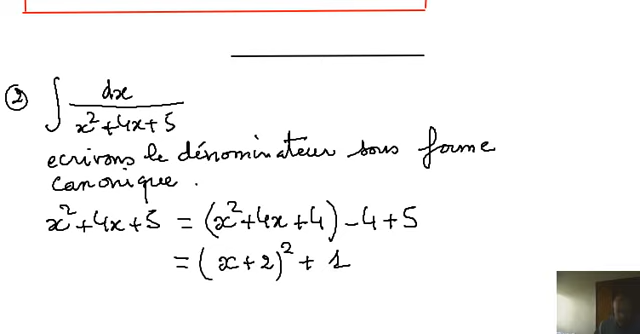 ② ∫ dx / (x² + 4x + 5)
ecrivons le dénominateur sous forme
canonique.
x² + 4x + 5 = (x² + 4x + 4) - 4 + 5
= (x + 2)² + 1